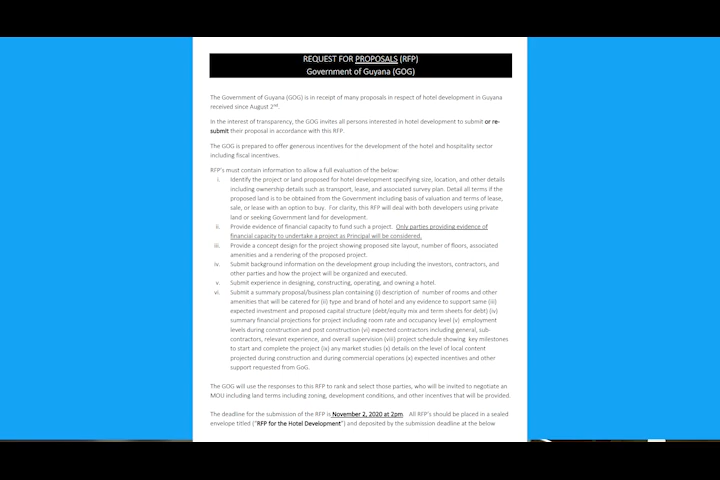 REQUEST FOR PROPOSALS (RFP)
Government of Guyana (GOG)
The Government of Guyana (GOG) is in receipt of many proposals in respect of hotel development in Guyana
received since August 2nd.
In the interest of transparency, the GOG invites all persons interested in hotel development to submit or re-
submit their proposal in accordance with this RFP.
The GOG is prepared to offer generous incentives for the development of the hotel and hospitality sector
including fiscal incentives.
RFP's must contain information to allow a full evaluation of the below:
i. Identify the project or land proposed for hotel development specifying size, location, and other details
including ownership details such as transport, lease, and associated survey plan. Detail all terms if the
proposed land is to be obtained from the Government including basis of valuation and terms of lease,
sale, or lease with an option to buy. For clarity, this RFP will deal with both developers using private
land or seeking Government land for development.
ii. Provide evidence of financial capacity to fund such a project. Only parties providing evidence of
financial capacity to undertake a project as Principal will be considered.
iii. Provide a concept design for the project showing proposed site layout, number of floors, associated
amenities and a rendering of the proposed project.
iv. Submit background information on the development group including the investors, contractors, and
other parties and how the project will be organized and executed.
v. Submit experience in designing, constructing, operating, and owning a hotel.
vi. Submit a summary proposal/business plan containing (i) description of number of rooms and other
amenities that will be catered for (ii) type and brand of hotel and any evidence to support same (iii)
expected investment and proposed capital structure (debt/equity mix and term sheets for debt) (iv)
summary financial projections for project including room rate and occupancy level (v) employment
levels during construction and post construction (vi) expected contractors including general, sub-
contractors, relevant experience, and overall supervision (viii) project schedule showing key milestones
to start and complete the project (ix) any market studies (x) details on the level of local content
projected during construction and during commercial operations (x) expected incentives and other
support requested from GoG.
The GOG will use the responses to this RFP to rank and select those parties, who will be invited to negotiate an
MOU including land terms including zoning, development conditions, and other incentives that will be provided.
The deadline for the submission of the RFP is November 2, 2020 at 2pm. All RFP's should be placed in a sealed
envelope titled ("RFP for the Hotel Development") and deposited by the submission deadline at the below